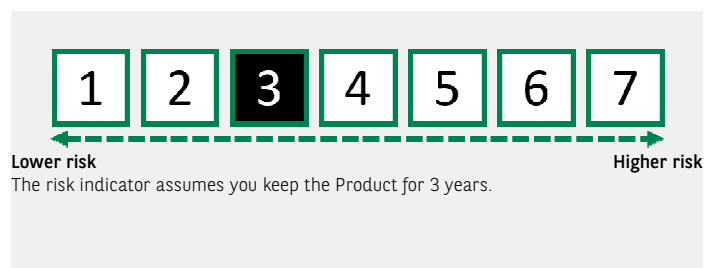 1 2 3 4 5 6 7
Lower risk Higher risk
The risk indicator assumes you keep the Product for 3 years.